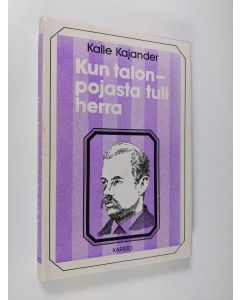 Kalle Kajander
Kun talon-
pojasta tuli
herra
KARISTO